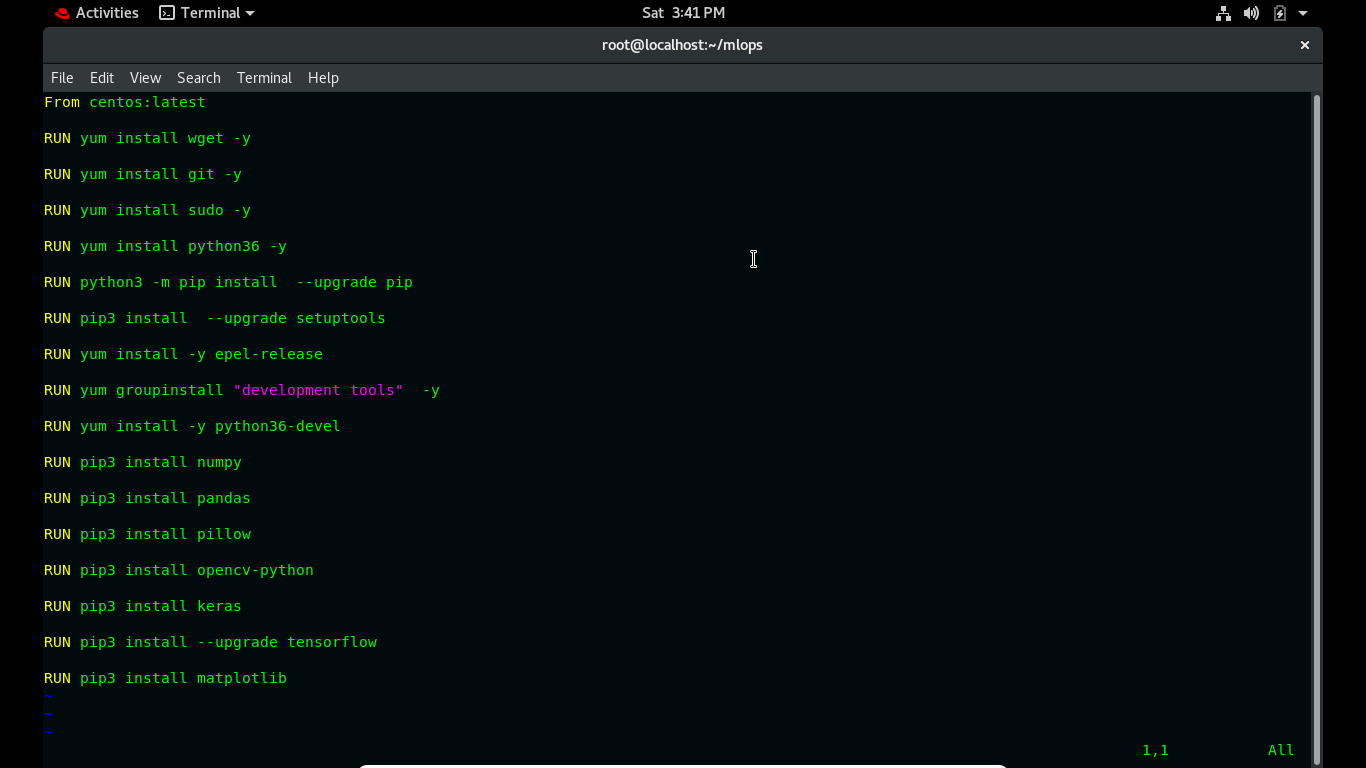 Activities Terminal Sat 3:41 PM
root@localhost:~/mlops ×
File Edit View Search Terminal Help
From centos:latest
RUN yum install wget -y
RUN yum install git -y
RUN yum install sudo -y
RUN yum install python36 -y
RUN python3 -m pip install  --upgrade pip
RUN pip3 install  --upgrade setuptools
RUN yum install -y epel-release
RUN yum groupinstall "development tools"  -y
RUN yum install -y python36-devel
RUN pip3 install numpy
RUN pip3 install pandas
RUN pip3 install pillow
RUN pip3 install opencv-python
RUN pip3 install keras
RUN pip3 install --upgrade tensorflow
RUN pip3 install matplotlib
~
~
~
1,1 All